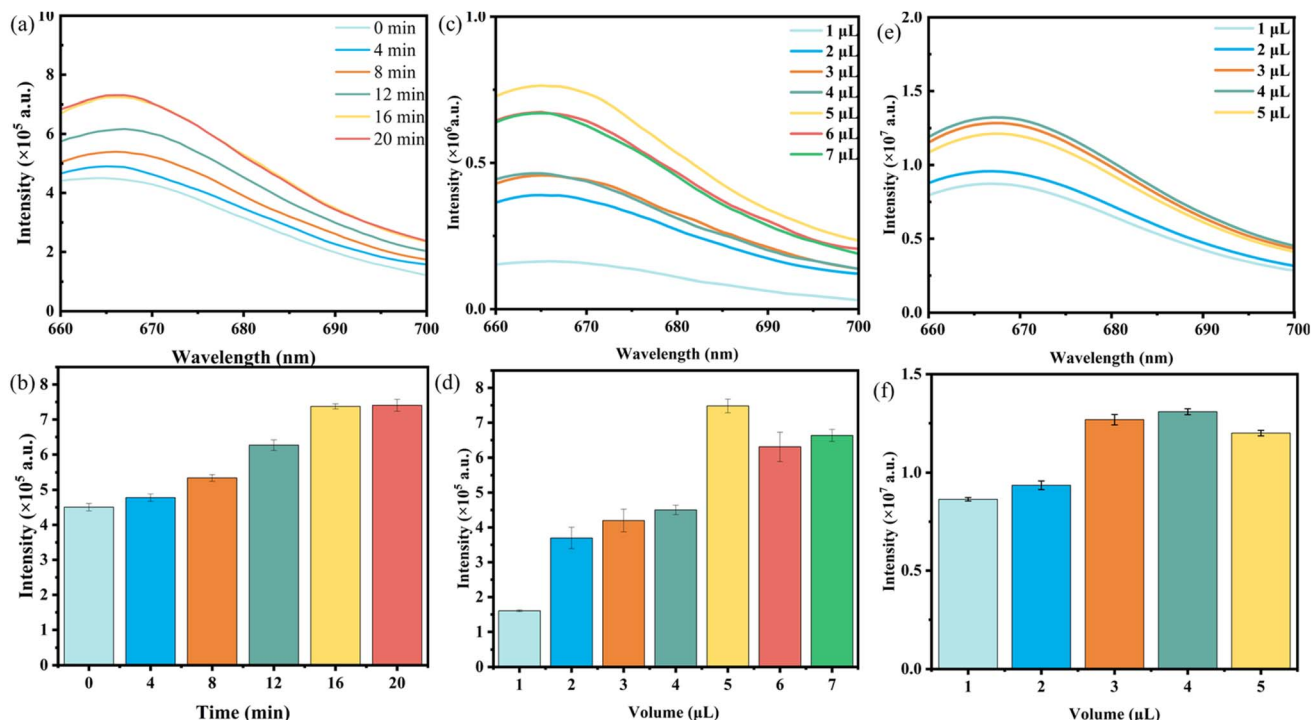 (a)
Intensity (×10⁵ a.u.)
10
8
6
4
2
0
0 min
4 min
8 min
12 min
16 min
20 min
660 670 680 690 700
Wavelength (nm)
(c)
Intensity (×10⁶a.u.)
1.0
0.5
0.0
1 µL
2 µL
3 µL
4 µL
5 µL
6 µL
7 µL
660 670 680 690 700
Wavelength (nm)
(e)
Intensity (×10⁷ a.u.)
2.0
1.5
1.0
0.5
0.0
1 µL
2 µL
3 µL
4 µL
5 µL
660 670 680 690 700
Wavelength (nm)
(b)
Intensity (×10⁵ a.u.)
8
7
6
5
4
3
2
1
0
0 4 8 12 16 20
Time (min)
(d)
Intensity (×10⁵ a.u.)
8
7
6
5
4
3
2
1
0
1 2 3 4 5 6 7
Volume (µL)
(f)
Intensity (×10⁷ a.u.)
1.5
1.0
0.5
0.0
1 2 3 4 5
Volume (µL)